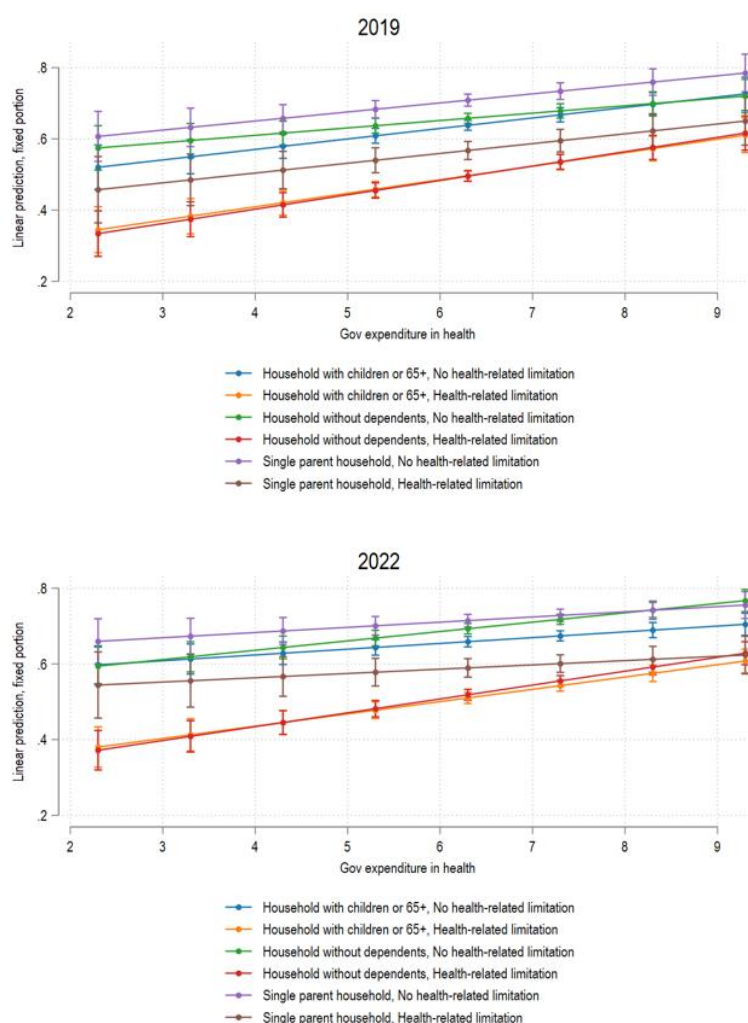 2019
.8
.6
.4
.2
Linear prediction, fixed portion
2 3 4 5 6 7 8 9
Gov expenditure in health
Household with children or 65+, No health-related limitation
Household with children or 65+, Health-related limitation
Household without dependents, No health-related limitation
Household without dependents, Health-related limitation
Single parent household, No health-related limitation
Single parent household, Health-related limitation
2022
.8
.6
.4
.2
Linear prediction, fixed portion
2 3 4 5 6 7 8 9
Gov expenditure in health
Household with children or 65+, No health-related limitation
Household with children or 65+, Health-related limitation
Household without dependents, No health-related limitation
Household without dependents, Health-related limitation
Single parent household, No health-related limitation
Single parent household, Health-related limitation